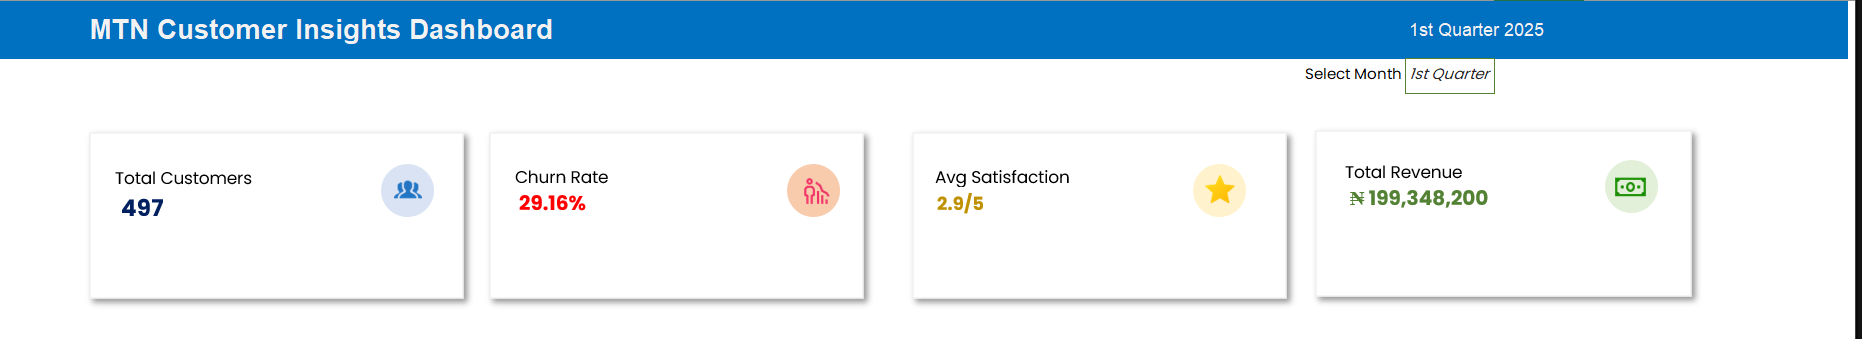 MTN Customer Insights Dashboard
1st Quarter 2025
Select Month 1st Quarter
Total Customers
497
Churn Rate
29.16%
Avg Satisfaction
2.9/5
Total Revenue
₦ 199,348,200